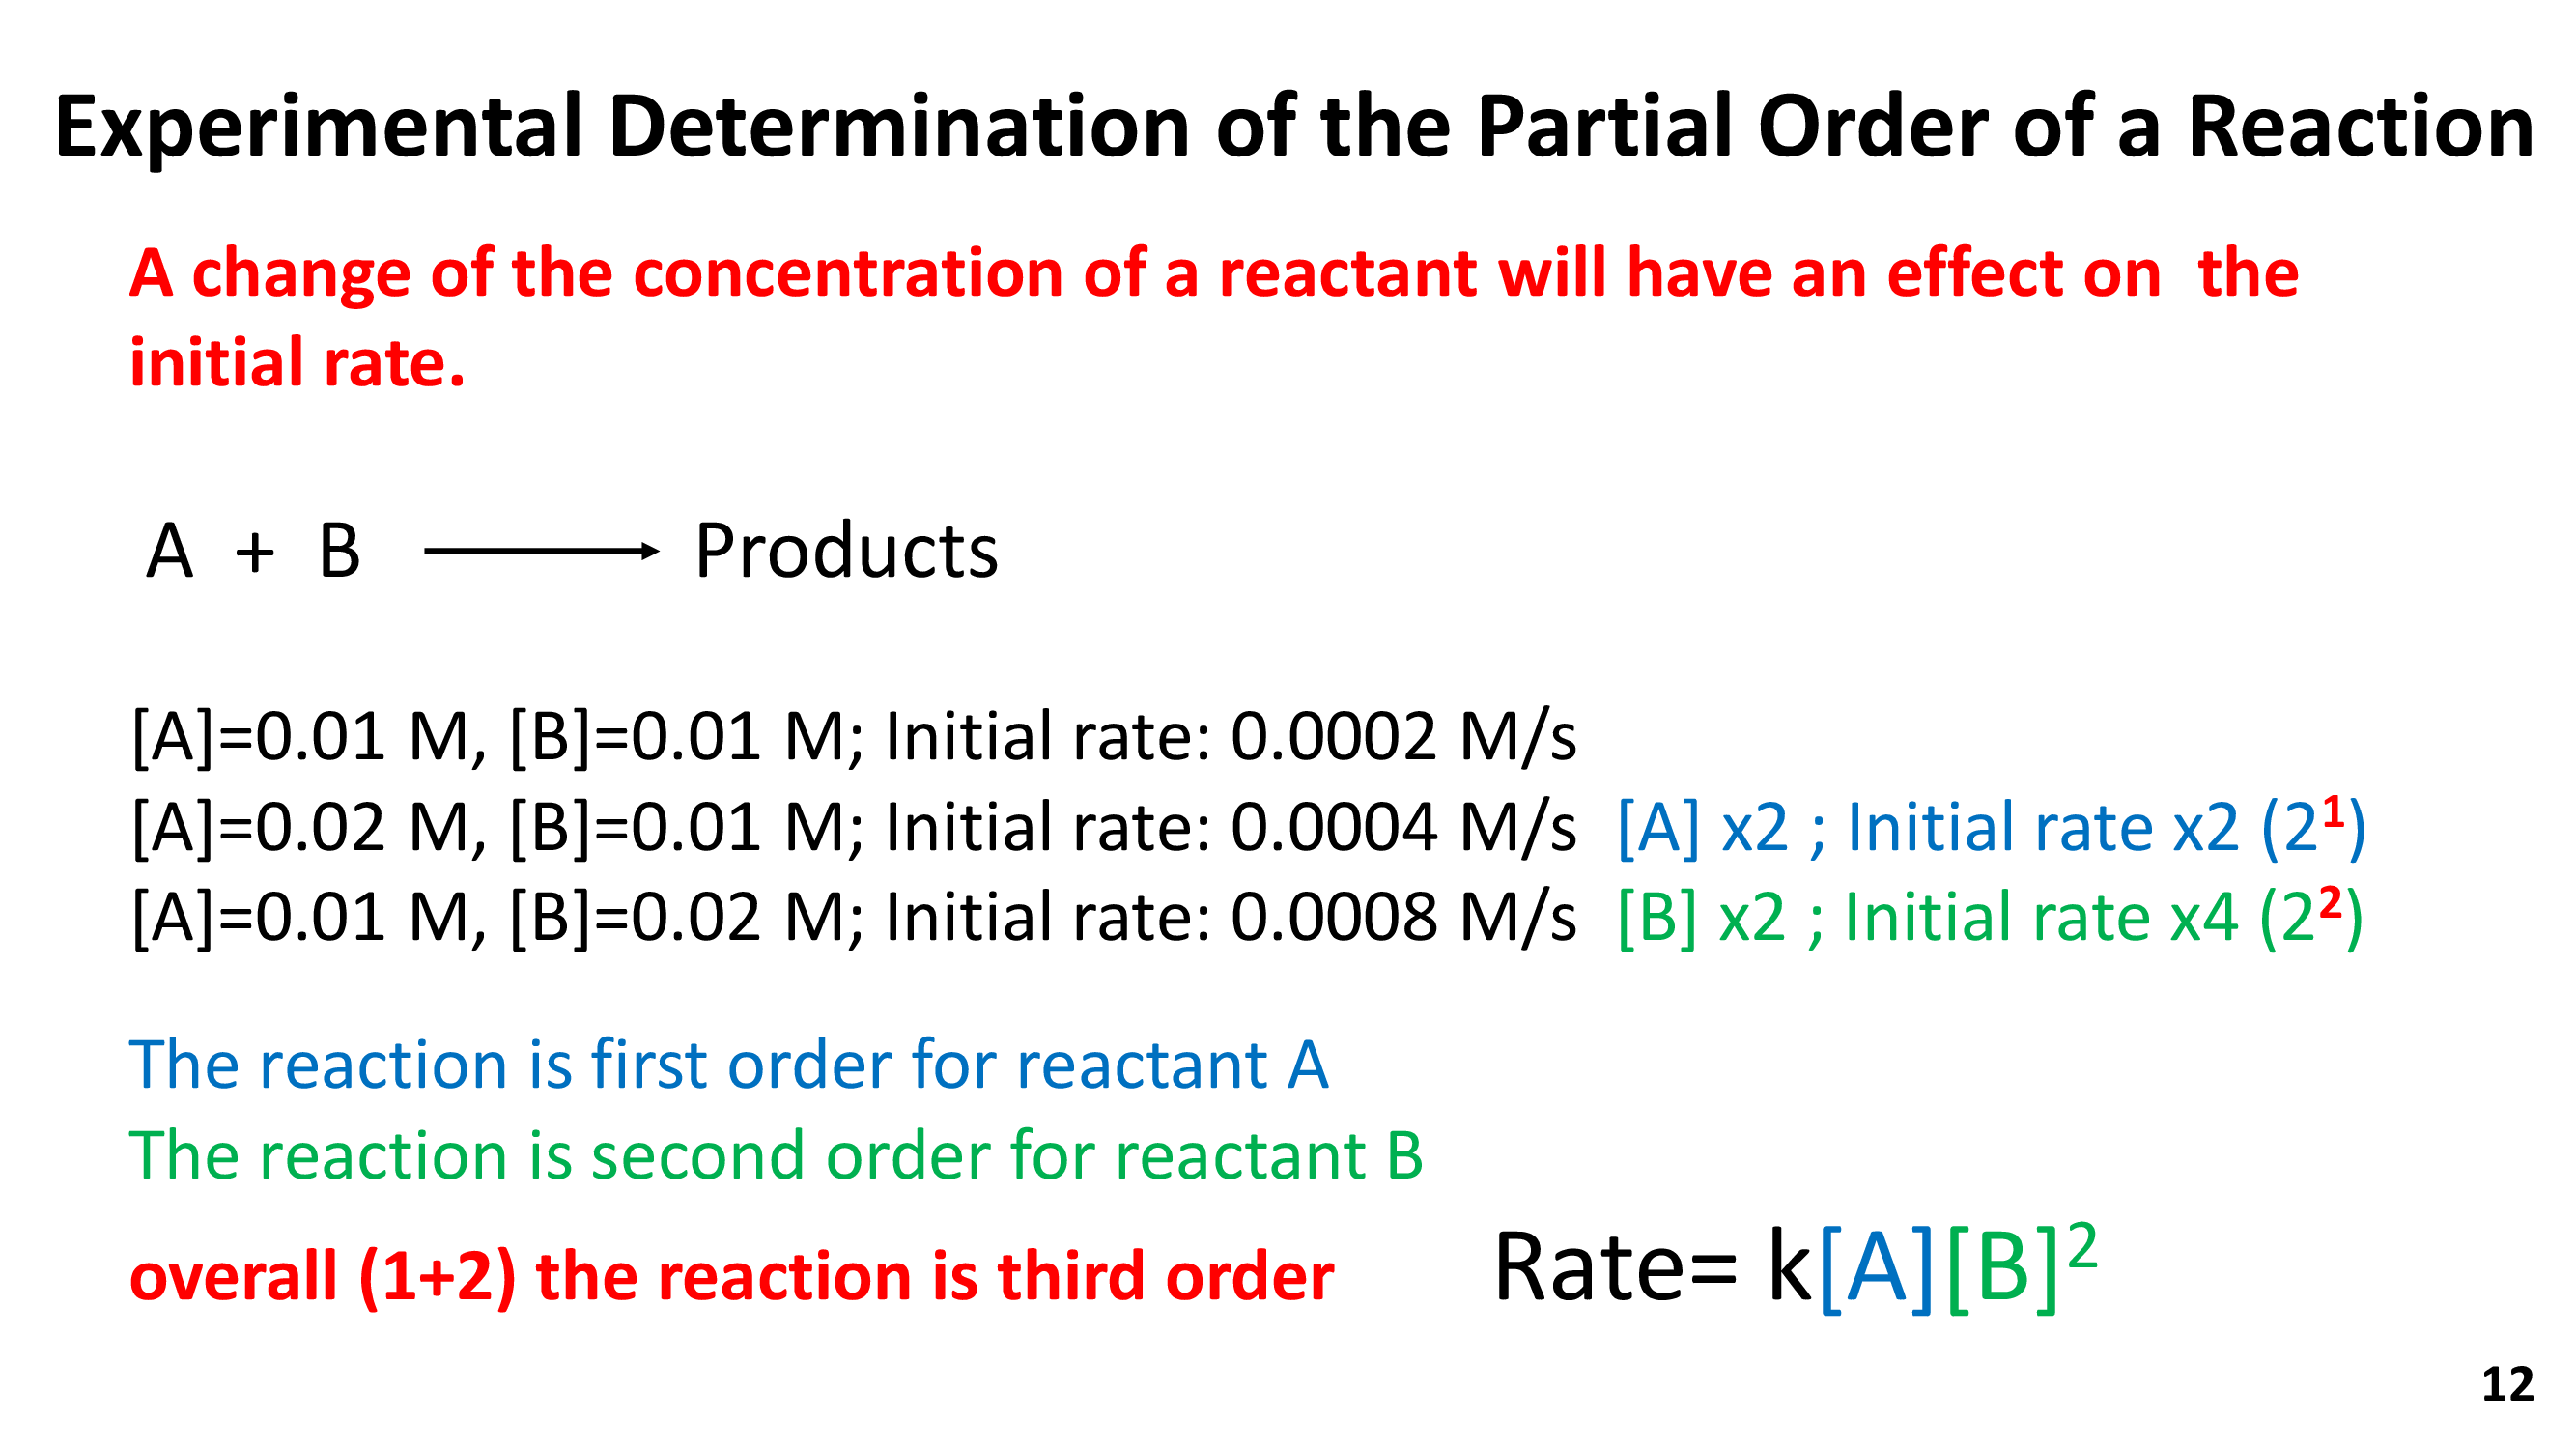 Experimental Determination of the Partial Order of a Reaction
A change of the concentration of a reactant will have an effect on  the
initial rate.
A + B ⟶ Products
[A]=0.01 M, [B]=0.01 M; Initial rate: 0.0002 M/s
[A]=0.02 M, [B]=0.01 M; Initial rate: 0.0004 M/s [A] x2 ; Initial rate x2 (2¹)
[A]=0.01 M, [B]=0.02 M; Initial rate: 0.0008 M/s [B] x2 ; Initial rate x4 (2²)
The reaction is first order for reactant A
The reaction is second order for reactant B
overall (1+2) the reaction is third order
Rate= k[A][B]²
12